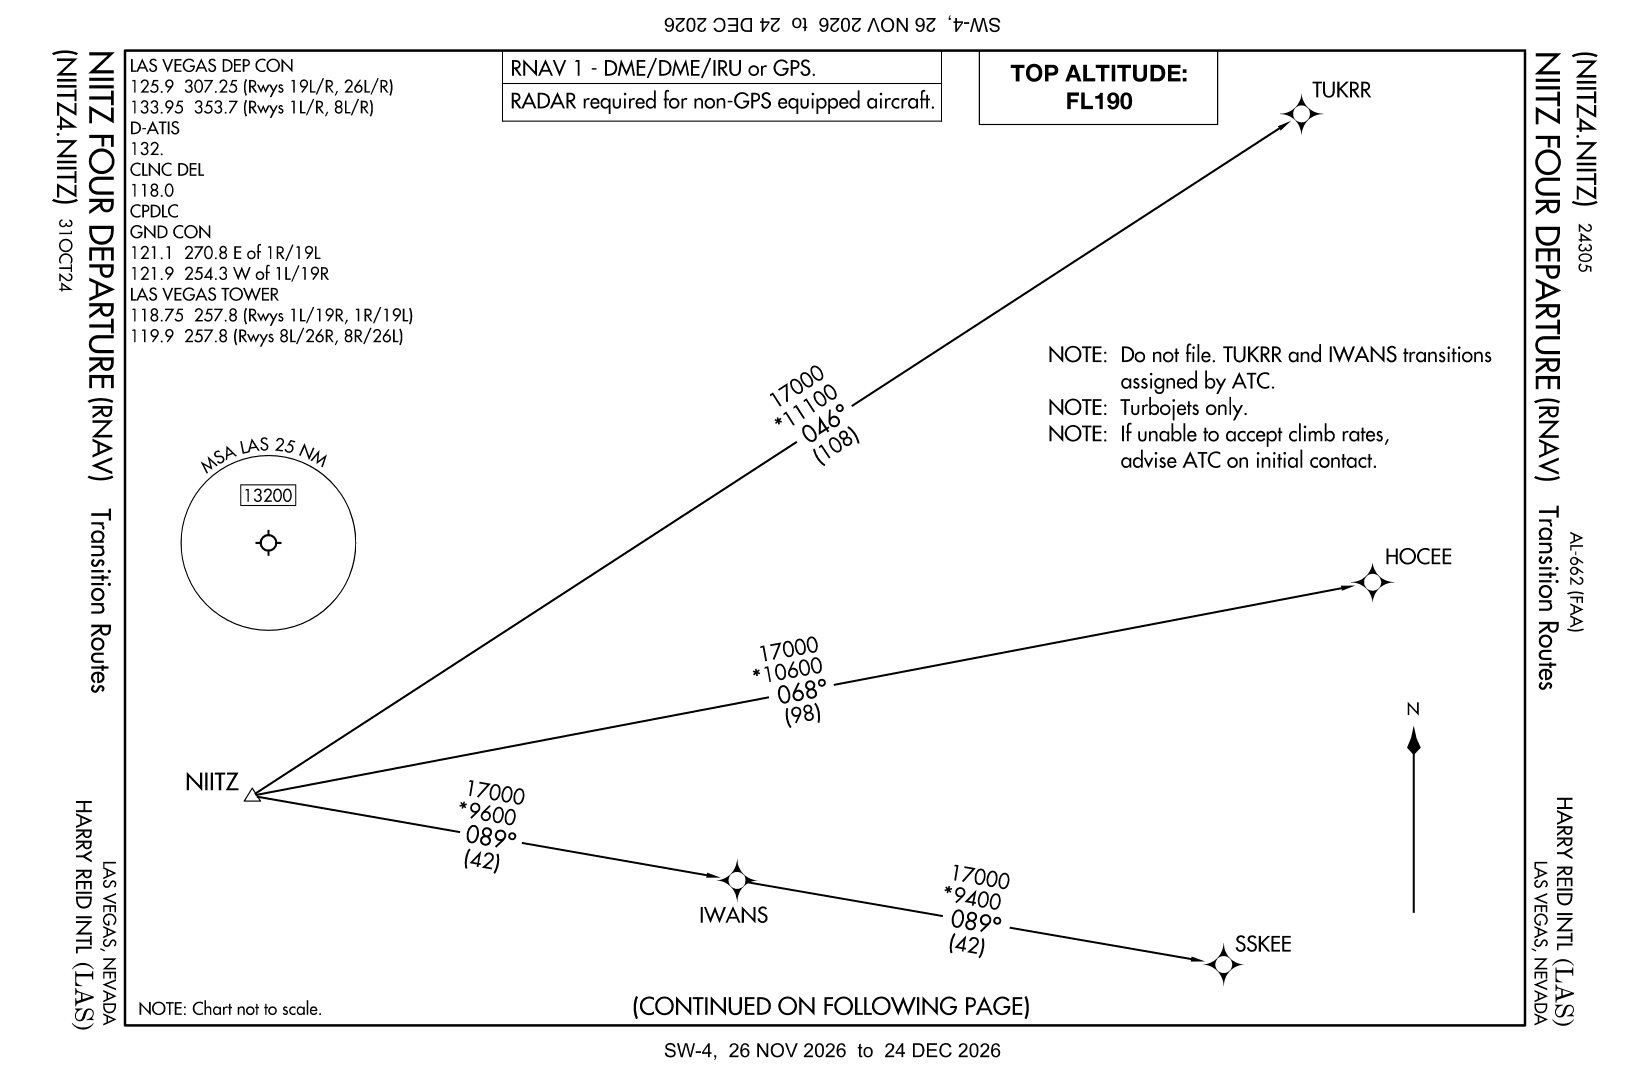 SW-4, 26 NOV 2026 to 24 DEC 2026
(NIITZ4.NIITZ) 31OCT24
NIITZ FOUR DEPARTURE (RNAV) Transition Routes
HARRY REID INTL (LAS)
LAS VEGAS, NEVADA
LAS VEGAS DEP CON
125.9 307.25 (Rwys 19L/R, 26L/R)
133.95 353.7 (Rwys 1L/R, 8L/R)
D-ATIS
132.
CLNC DEL
118.0
CPDLC
GND CON
121.1 270.8 E of 1R/19L
121.9 254.3 W of 1L/19R
LAS VEGAS TOWER
118.75 257.8 (Rwys 1L/19R, 1R/19L)
119.9 257.8 (Rwys 8L/26R, 8R/26L)
RNAV 1 - DME/DME/IRU or GPS.
RADAR required for non-GPS equipped aircraft.
TOP ALTITUDE:
FL190
TUKRR
17000
*11100
046°
(108)
NOTE: Do not file. TUKRR and IWANS transitions
assigned by ATC.
NOTE: Turbojets only.
NOTE: If unable to accept climb rates,
advise ATC on initial contact.
MSA LAS 25 NM
13200
HOCEE
17000
*10600
068°
(98)
N
NIITZ
17000
*9600
089°
(42)
IWANS
17000
*9400
089°
(42)
SSKEE
NOTE: Chart not to scale.
(CONTINUED ON FOLLOWING PAGE)
(NIITZ4.NIITZ) 24305
NIITZ FOUR DEPARTURE (RNAV) Transition Routes
AL-662 (FAA)
HARRY REID INTL (LAS)
LAS VEGAS, NEVADA
SW-4, 26 NOV 2026 to 24 DEC 2026